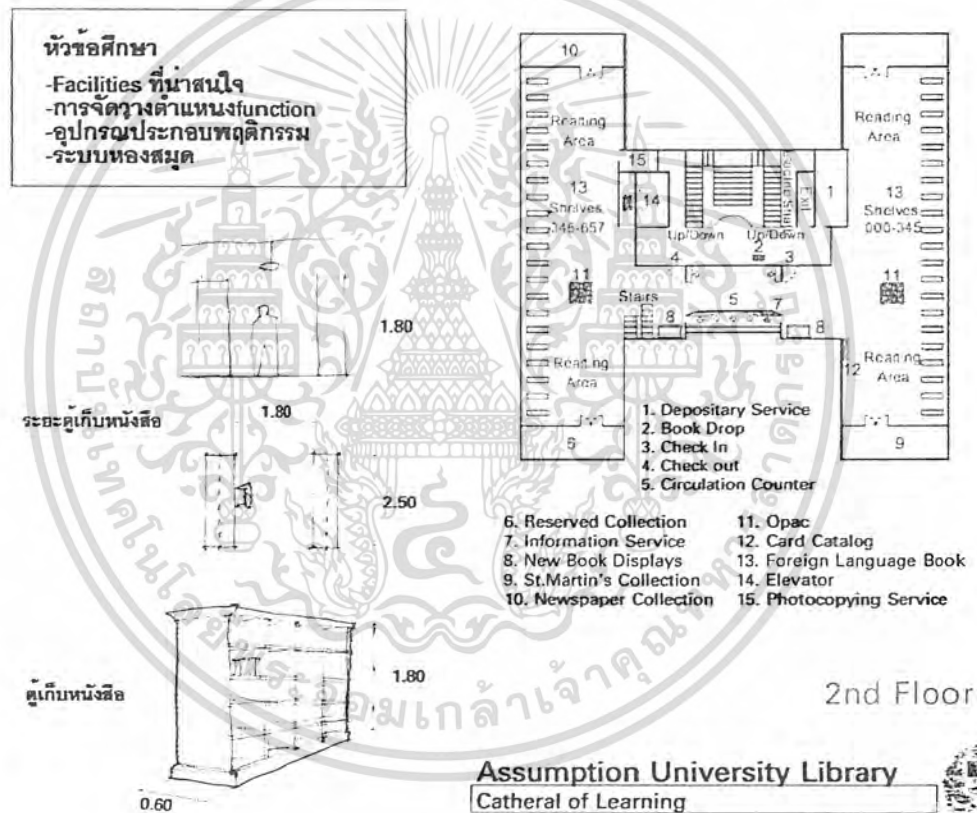 หัวข้อศึกษา
-Facilities ที่น่าสนใจ
-การจัดวางตำแหนงfunction
-อุปกรณประกอบพฤติกรรม
-ระบบหองสมุด
1.80
1.80
ระยะตู้เก็บหนังสือ
2.50
ตู้เก็บหนังสือ
1.80
0.60
10
Reading
Area
Reading
Area
15
14
1
13
Shelves
346-657
13
Shelves
000-345
Exit
Up/Down
Up/Down
2
4
3
11
11
Stairs
5
7
8
8
Reading
Area
12
Reading
Area
6
9
1. Depositary Service
2. Book Drop
3. Check In
4. Check out
5. Circulation Counter
6. Reserved Collection
7. Information Service
8. New Book Displays
9. St.Martin's Collection
10. Newspaper Collection
11. Opac
12. Card Catalog
13. Foreign Language Book
14. Elevator
15. Photocopying Service
2nd Floor
Assumption University Library
Catheral of Learning